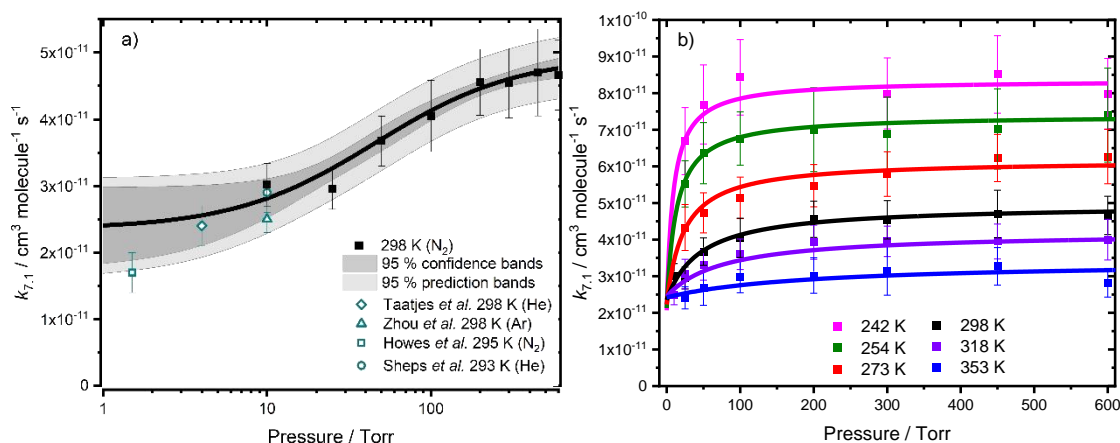 a)
k7.1 / cm3 molecule-1 s-1
5x10-11
4x10-11
3x10-11
2x10-11
1x10-11
0
1 10 100
Pressure / Torr
298 K (N2)
95 % confidence bands
95 % prediction bands
Taatjes et al. 298 K (He)
Zhou et al. 298 K (Ar)
Howes et al. 295 K (N2)
Sheps et al. 293 K (He)
b)
k7.1 / cm3 molecule-1 s-1
1x10-10
9x10-11
8x10-11
7x10-11
6x10-11
5x10-11
4x10-11
3x10-11
2x10-11
1x10-11
0
0 100 200 300 400 500 600
Pressure / Torr
242 K 298 K
254 K 318 K
273 K 353 K